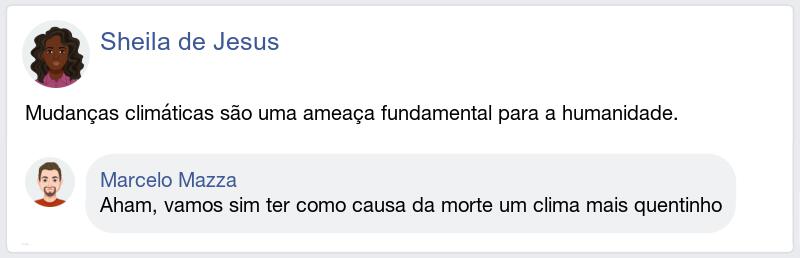 Sheila de Jesus
Mudanças climáticas são uma ameaça fundamental para a humanidade.
Marcelo Mazza
Aham, vamos sim ter como causa da morte um clima mais quentinho